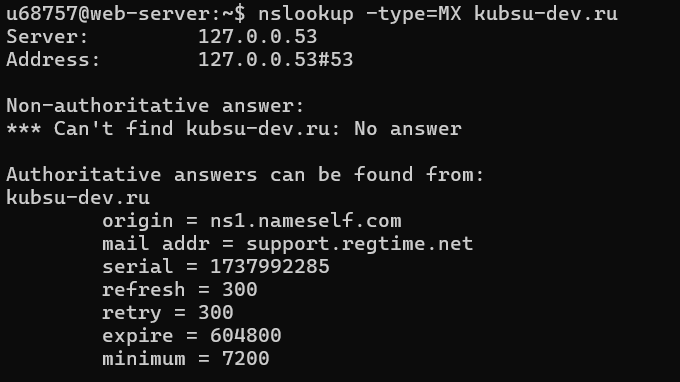 u68757@web-server:~$ nslookup -type=MX kubsu-dev.ru
Server:         127.0.0.53
Address:        127.0.0.53#53

Non-authoritative answer:
*** Can't find kubsu-dev.ru: No answer

Authoritative answers can be found from:
kubsu-dev.ru
        origin = ns1.nameself.com
        mail addr = support.regtime.net
        serial = 1737992285
        refresh = 300
        retry = 300
        expire = 604800
        minimum = 7200